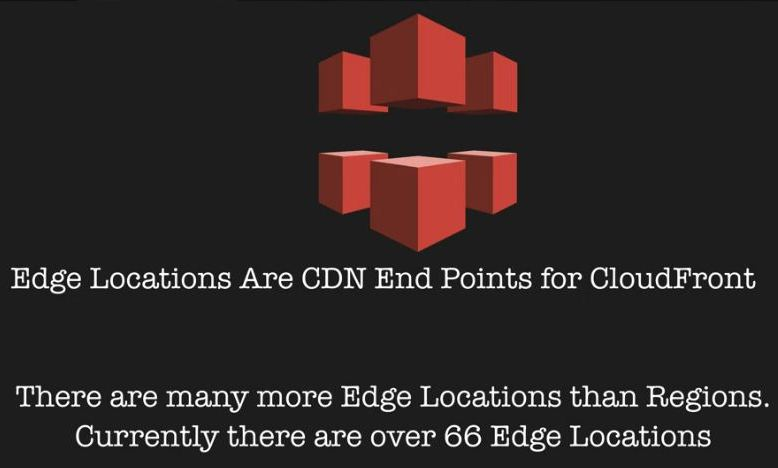 Edge Locations Are CDN End Points for CloudFront
There are many more Edge Locations than Regions.
Currently there are over 66 Edge Locations